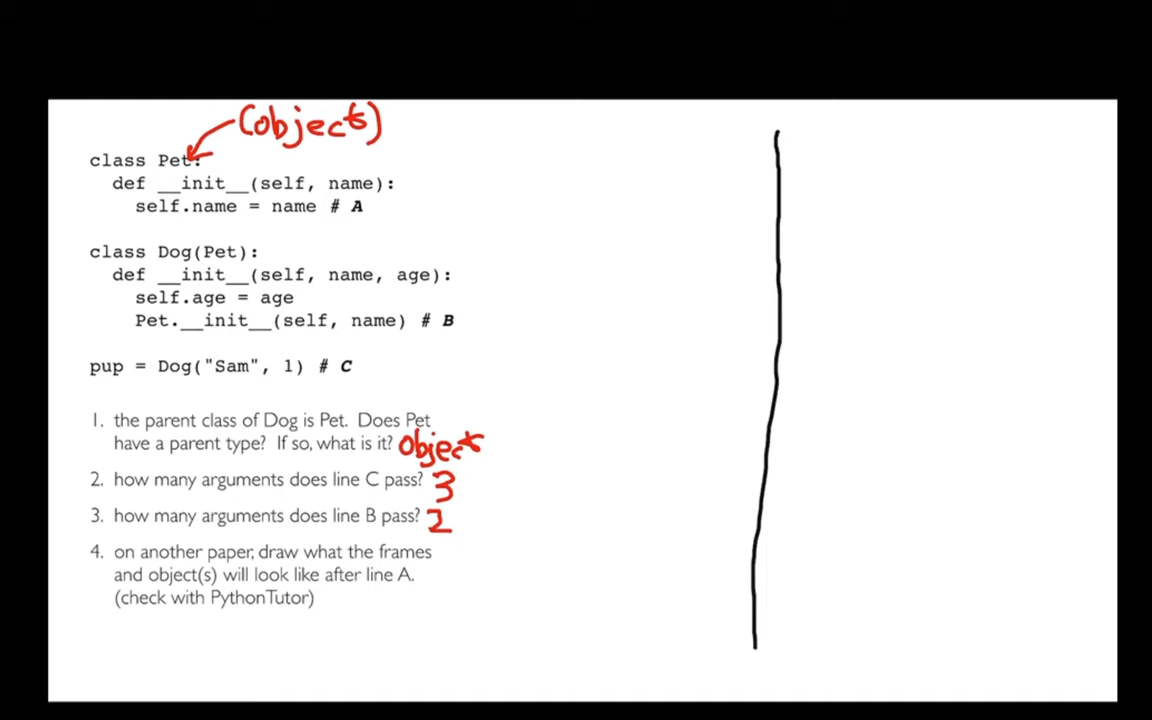 (object)
class Pet:
def __init__(self, name):
self.name = name # A
class Dog(Pet):
def __init__(self, name, age):
self.age = age
Pet.__init__(self, name) # B
pup = Dog("Sam", 1) # C
1. the parent class of Dog is Pet. Does Pet
have a parent type? If so, what is it? object
2. how many arguments does line C pass? 3
3. how many arguments does line B pass? 2
4. on another paper, draw what the frames
and object(s) will look like after line A.
(check with PythonTutor)